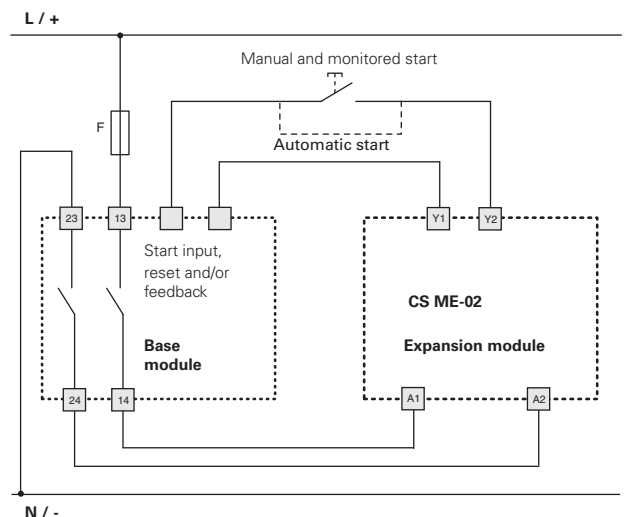 L / +
Manual and monitored start
F
Automatic start
23
13
Y1
Y2
Start input,
reset and/or
feedback
CS ME-02
Base
module
Expansion module
24
14
A1
A2
N / -